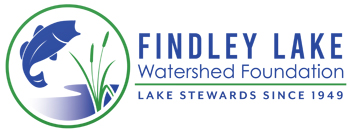 FINDLEY LAKE
Watershed Foundation
LAKE STEWARDS SINCE 1949